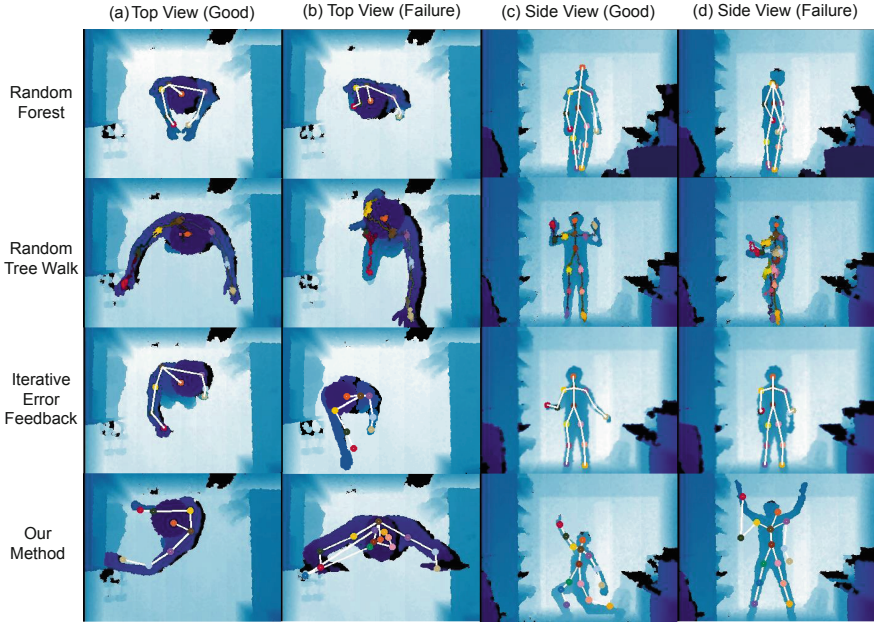 (a) Top View (Good)
(b) Top View (Failure)
(c) Side View (Good)
(d) Side View (Failure)
Random
Forest
Random
Tree Walk
Iterative
Error
Feedback
Our
Method